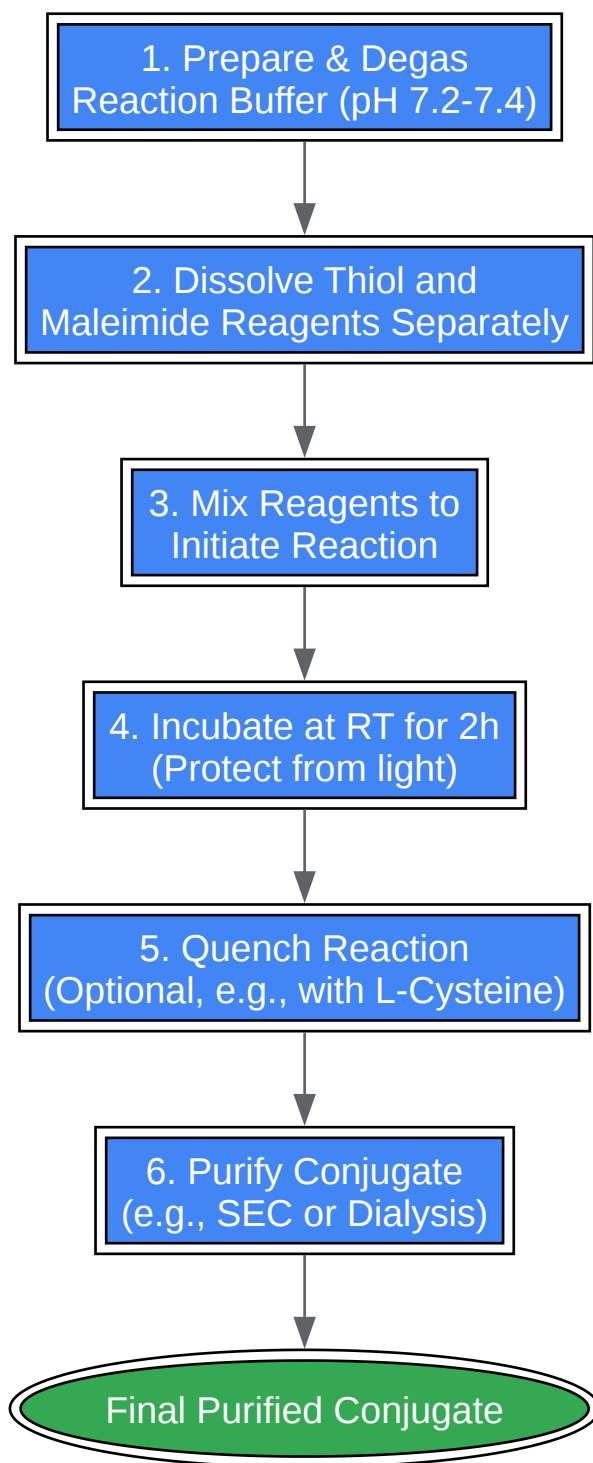 1. Prepare & Degas
Reaction Buffer (pH 7.2-7.4)
2. Dissolve Thiol and
Maleimide Reagents Separately
3. Mix Reagents to
Initiate Reaction
4. Incubate at RT for 2h
(Protect from light)
5. Quench Reaction
(Optional, e.g., with L-Cysteine)
6. Purify Conjugate
(e.g., SEC or Dialysis)
Final Purified Conjugate